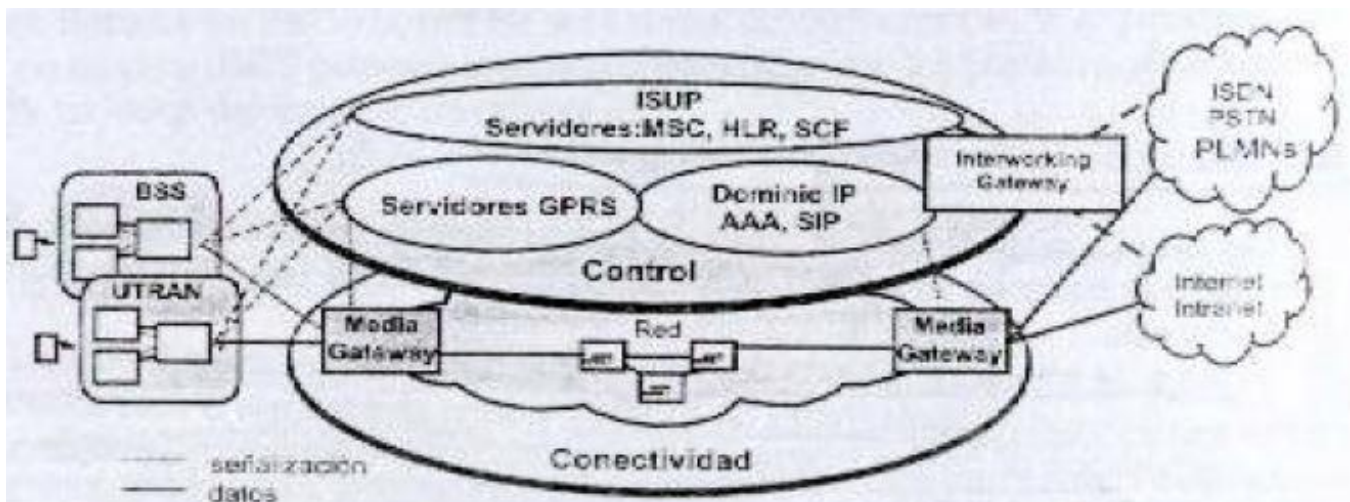 ISUP
Servidores:MSC, HLR, SCF
Servidores GPRS
Dominic IP
AAA, SIP
Control
Interworking
Gateway
ISDN
PSTN
PLMNs
BSS
UTRAN
Internet
Intranet
Media
Gateway
Red
Media
Gateway
Conectividad
señalización
datos